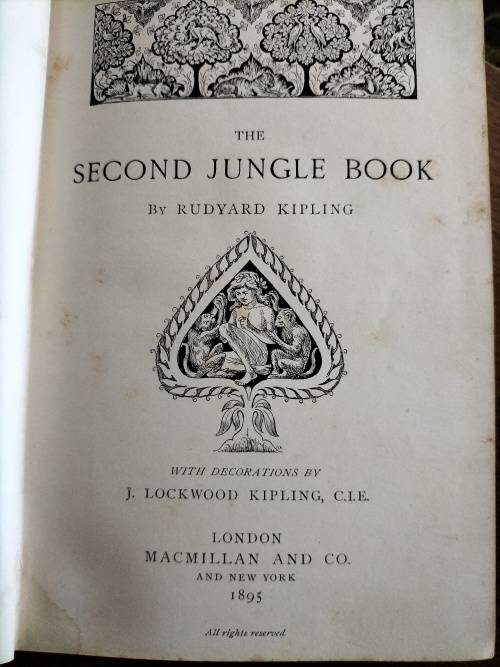 THE
SECOND JUNGLE BOOK
BY RUDYARD KIPLING
WITH DECORATIONS BY
J. LOCKWOOD KIPLING, C.I.E.
LONDON
MACMILLAN AND CO.
AND NEW YORK
1895
All rights reserved